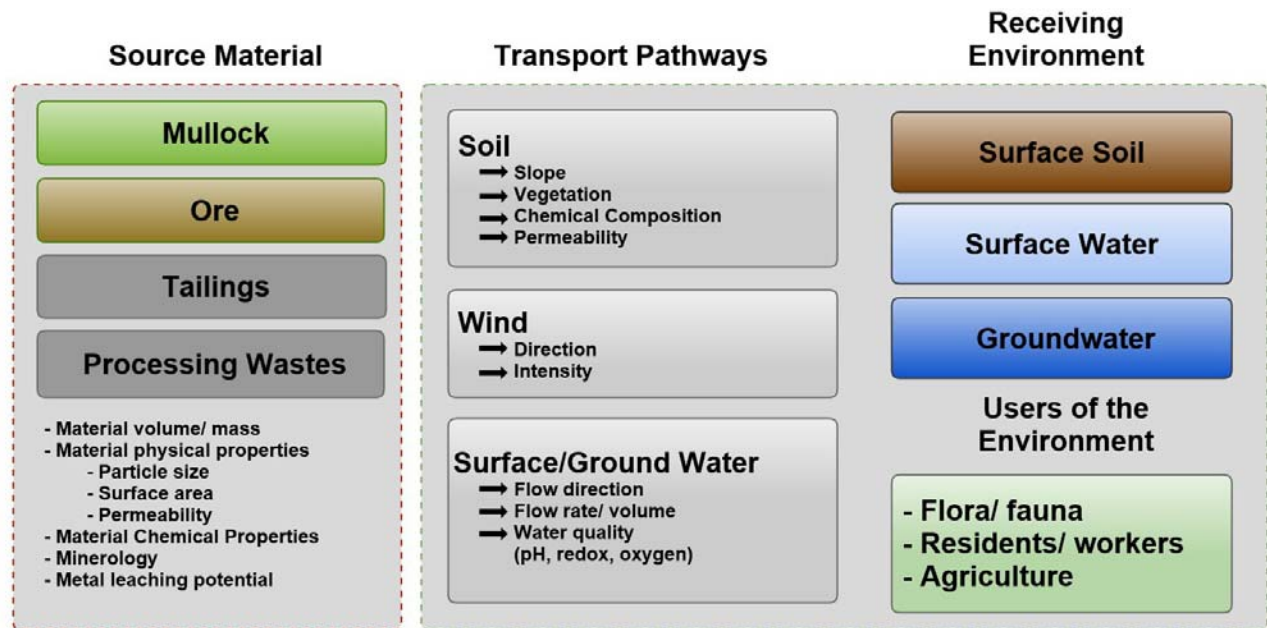 Source Material
Mullock
Ore
Tailings
Processing Wastes
- Material volume/ mass
- Material physical properties
- Particle size
- Surface area
- Permeability
- Material Chemical Properties
- Minerology
- Metal leaching potential
Transport Pathways
Soil
→ Slope
→ Vegetation
→ Chemical Composition
→ Permeability
Wind
→ Direction
→ Intensity
Surface/Ground Water
→ Flow direction
→ Flow rate/ volume
→ Water quality
(pH, redox, oxygen)
Receiving
Environment
Surface Soil
Surface Water
Groundwater
Users of the
Environment
- Flora/ fauna
- Residents/ workers
- Agriculture